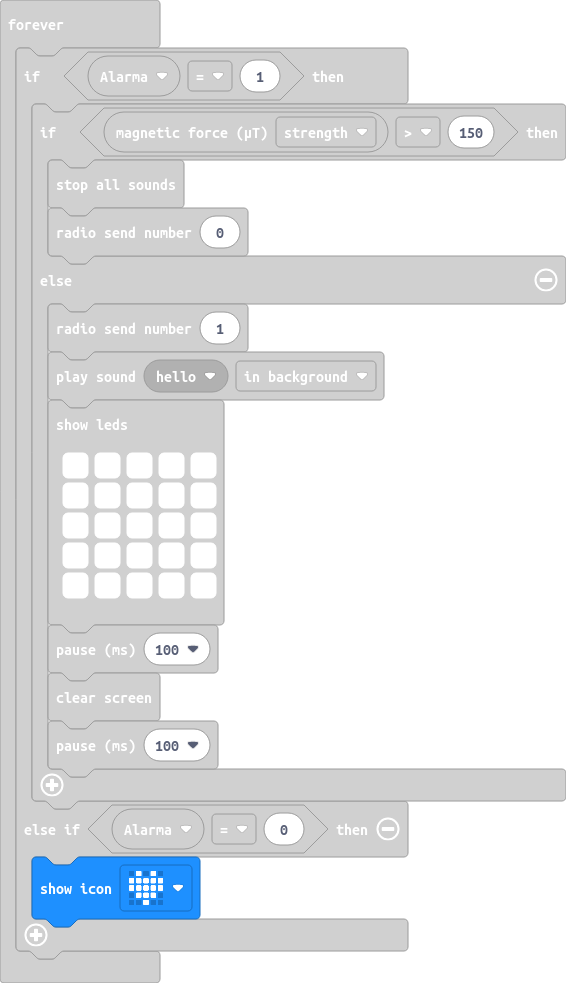 forever
if Alarma = 1 then
if magnetic force (µT) strength > 150 then
stop all sounds
radio send number 0
else
radio send number 1
play sound hello in background
show leds
pause (ms) 100
clear screen
pause (ms) 100
else if Alarma = 0 then
show icon